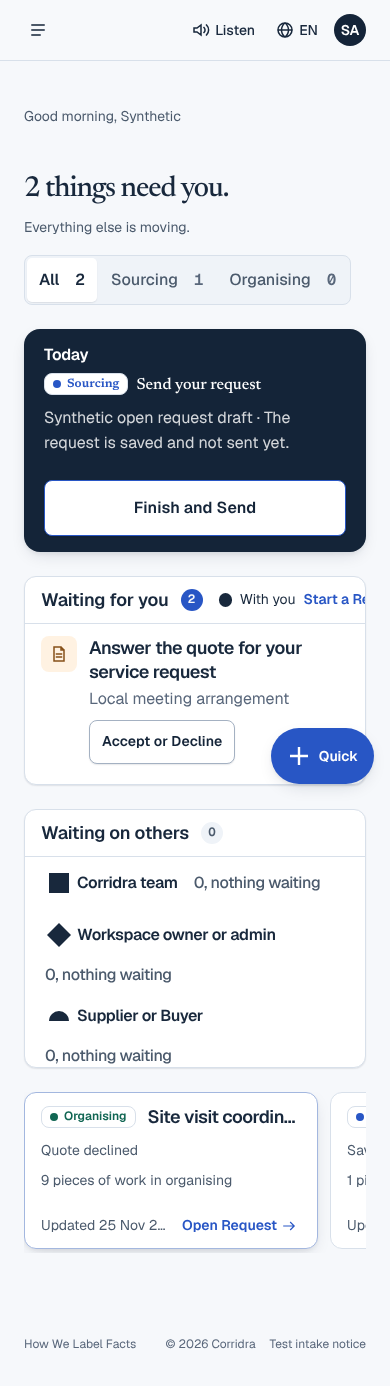 Listen EN SA
Good morning, Synthetic
2 things need you.
Everything else is moving.
All 2 Sourcing 1 Organising 0
Today
Sourcing Send your request
Synthetic open request draft · The
request is saved and not sent yet.
Finish and Send
Waiting for you 2 With you Start a Re
Answer the quote for your
service request
Local meeting arrangement
Accept or Decline
Quick
Waiting on others 0
Corridra team 0, nothing waiting
Workspace owner or admin
0, nothing waiting
Supplier or Buyer
0, nothing waiting
Organising Site visit coordin...
Quote declined Sav
9 pieces of work in organising 1 pi
Updated 25 Nov 2... Open Request → Up
How We Label Facts © 2026 Corridra Test intake notice